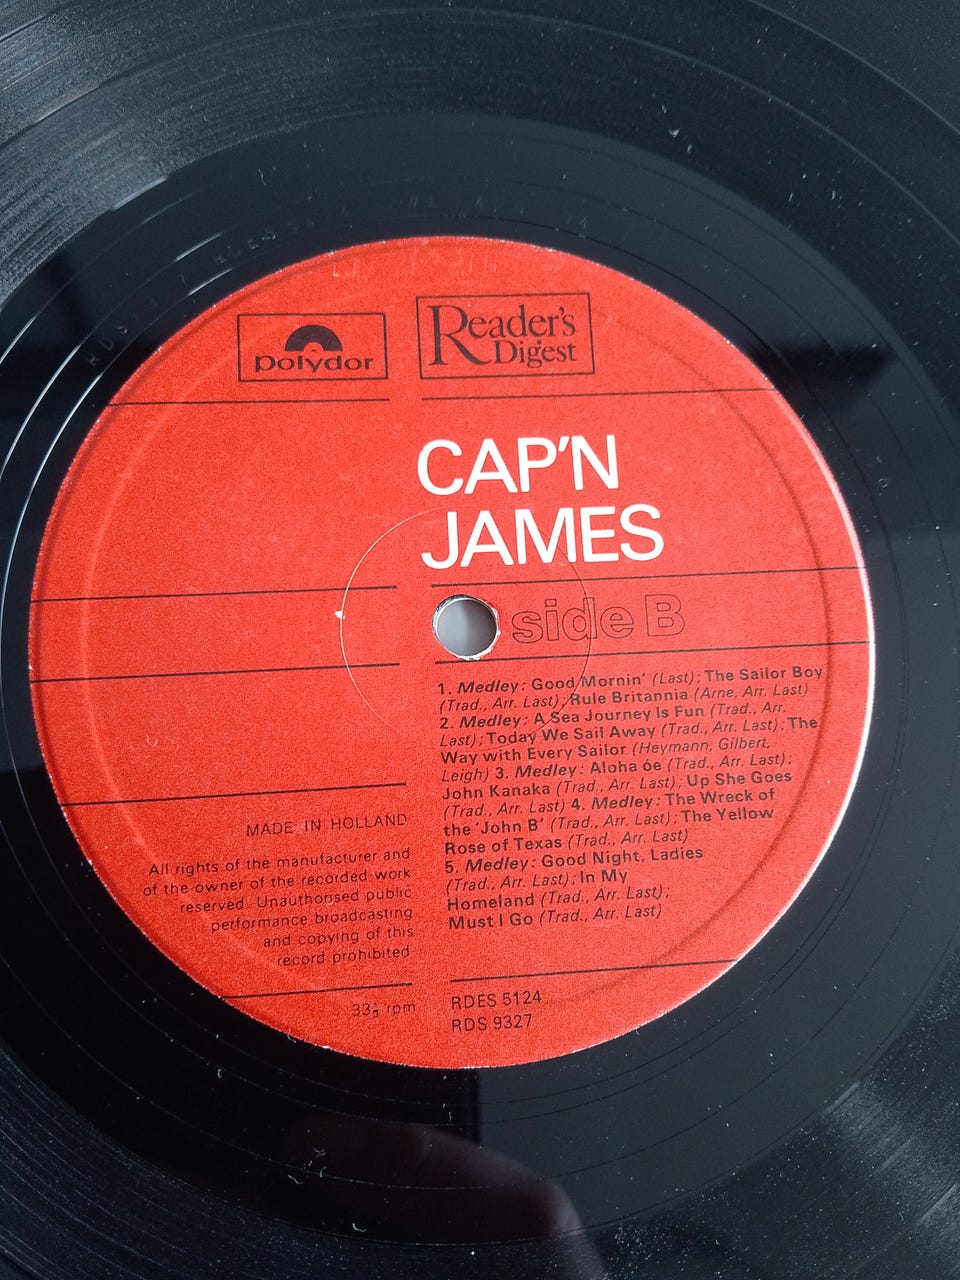 polydor
Reader's
Digest
CAP'N
JAMES
side B
1. Medley: Good Mornin' (Last); The Sailor Boy
(Trad., Arr. Last); Rule Britannia (Arne, Arr. Last)
2. Medley: A Sea Journey Is Fun (Trad., Arr.
Last); Today We Sail Away (Trad., Arr. Last); The
Way with Every Sailor (Heymann, Gilbert,
Leigh) 3. Medley: Aloha óe (Trad., Arr. Last);
John Kanaka (Trad., Arr. Last); Up She Goes
(Trad., Arr. Last) 4. Medley: The Wreck of
the 'John B' (Trad., Arr. Last); The Yellow
Rose of Texas (Trad., Arr. Last)
5. Medley: Good Night, Ladies
(Trad., Arr. Last); In My
Homeland (Trad., Arr. Last);
Must I Go (Trad., Arr. Last)
MADE IN HOLLAND
All rights of the manufacturer and
of the owner of the recorded work
reserved. Unauthorised public
performance broadcasting
and copying of this
record prohibited
33⅓ rpm
RDES 5124
RDS 9327